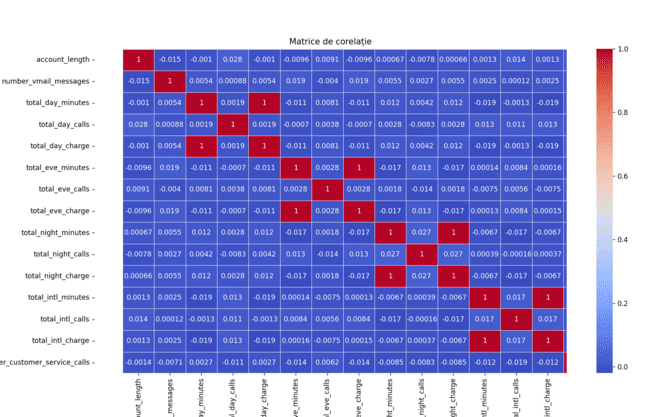 Matrice de corelație
account_length 1 -0.015 -0.001 0.028 -0.001 -0.0096 0.0091 -0.0096 0.00067 -0.0078 0.00066 0.0013 0.014 0.0013
number_vmail_messages -0.015 1 0.0054 0.00088 0.0054 0.019 -0.004 0.019 0.0055 0.0027 0.0055 0.0025 0.00012 0.0025
total_day_minutes -0.001 0.0054 1 0.0019 1 -0.011 0.0081 -0.011 0.012 0.0042 0.012 -0.019 -0.0013 -0.019
total_day_calls 0.028 0.00088 0.0019 1 0.0019 -0.0007 0.0038 -0.0007 0.0028 -0.0083 0.0028 0.013 0.011 0.013
total_day_charge -0.001 0.0054 1 0.0019 1 -0.011 0.0081 -0.011 0.012 0.0042 0.012 -0.019 -0.0013 -0.019
total_eve_minutes -0.0096 0.019 -0.011 -0.0007 -0.011 1 0.0028 1 -0.017 0.013 -0.017 0.00014 0.0084 0.00016
total_eve_calls 0.0091 -0.004 0.0081 0.0038 0.0081 0.0028 1 0.0028 0.0018 -0.014 0.0018 -0.0075 0.0056 -0.0075
total_eve_charge -0.0096 0.019 -0.011 -0.0007 -0.011 1 0.0028 1 -0.017 0.013 -0.017 0.00013 0.0084 0.00015
total_night_minutes 0.00067 0.0055 0.012 0.0028 0.012 -0.017 0.0018 -0.017 1 0.027 1 -0.0067 -0.017 -0.0067
total_night_calls -0.0078 0.0027 0.0042 -0.0083 0.0042 0.013 -0.014 0.013 0.027 1 0.027 0.00039 -0.00016 0.00037
total_night_charge 0.00066 0.0055 0.012 0.0028 0.012 -0.017 0.0018 -0.017 1 0.027 1 -0.0067 -0.017 -0.0067
total_intl_minutes 0.0013 0.0025 -0.019 0.013 -0.019 0.00014 -0.0075 0.00013 -0.0067 0.00039 -0.0067 1 0.017 1
total_intl_calls 0.014 0.00012 -0.0013 0.011 -0.0013 0.0084 0.0056 0.0084 -0.017 -0.00016 -0.017 0.017 1 0.017
total_intl_charge 0.0013 0.0025 -0.019 0.013 -0.019 0.00016 -0.0075 0.00015 -0.0067 0.00037 -0.0067 1 0.017 1
er_customer_service_calls -0.0014 -0.0071 0.0027 -0.011 0.0027 -0.014 0.0062 -0.014 -0.0085 -0.0083 -0.0085 -0.012 -0.019 -0.012
unt_length
_messages
ay_minutes
l_day_calls
day_charge
ve_minutes
al_eve_calls
eve_charge
ht_minutes
night_calls
ght_charge
ntl_minutes
tal_intl_calls
intl_charge
1.0
0.8
0.6
0.4
0.2
0.0